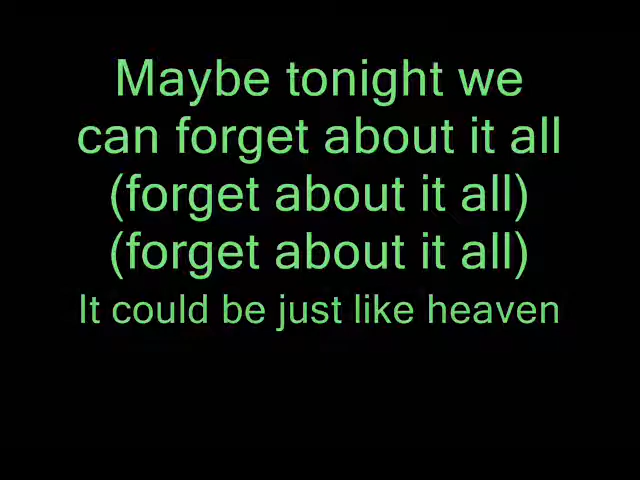 Maybe tonight we
can forget about it all
(forget about it all)
(forget about it all)
It could be just like heaven